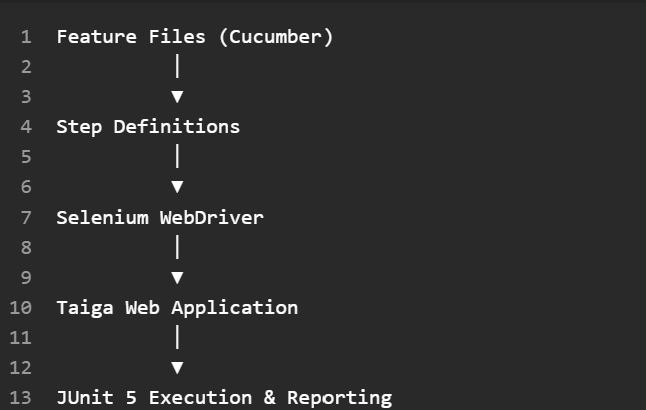 1 Feature Files (Cucumber)
2 │
3 ▼
4 Step Definitions
5 │
6 ▼
7 Selenium WebDriver
8 │
9 ▼
10 Taiga Web Application
11 │
12 ▼
13 JUnit 5 Execution & Reporting